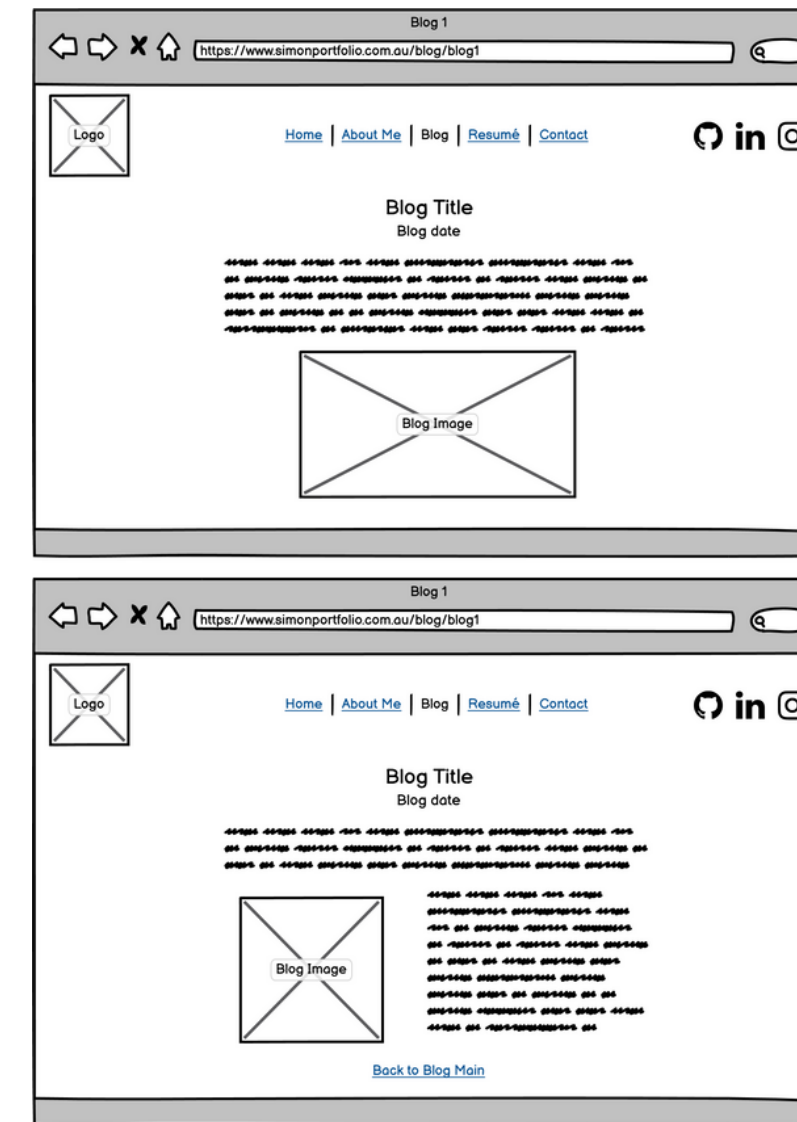 Blog 1
https://www.simonportfolio.com.au/blog/blog1
Logo
Home | About Me | Blog | Resumé | Contact
in
Blog Title
Blog date
Blog Image
Blog 1
https://www.simonportfolio.com.au/blog/blog1
Logo
Home | About Me | Blog | Resumé | Contact
in
Blog Title
Blog date
Blog Image
Back to Blog Main